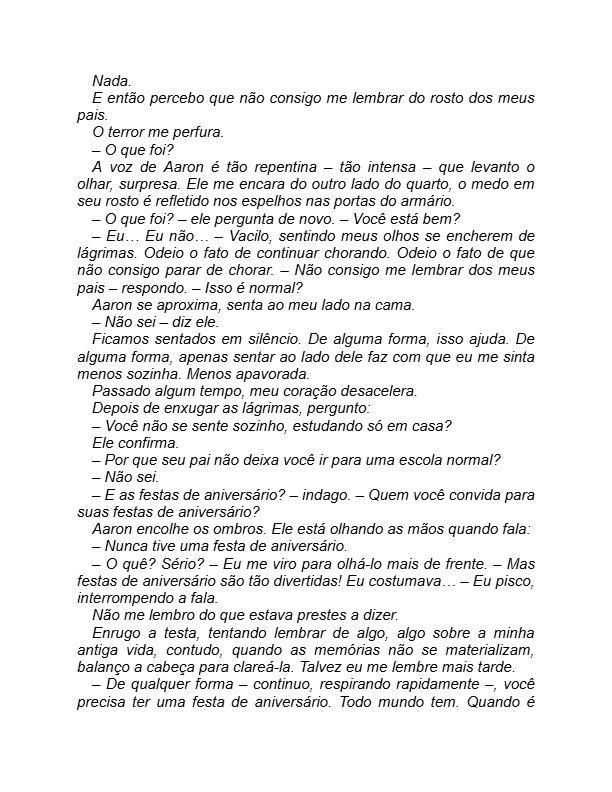 Nada.
E então percebo que não consigo me lembrar do rosto dos meus
pais.
O terror me perfura.
– O que foi?
A voz de Aaron é tão repentina – tão intensa – que levanto o
olhar, surpresa. Ele me encara do outro lado do quarto, o medo em
seu rosto é refletido nos espelhos nas portas do armário.
– O que foi? – ele pergunta de novo. – Você está bem?
– Eu… Eu não… – Vacilo, sentindo meus olhos se encherem de
lágrimas. Odeio o fato de continuar chorando. Odeio o fato de que
não consigo parar de chorar. – Não consigo me lembrar dos meus
pais – respondo. – Isso é normal?
Aaron se aproxima, senta ao meu lado na cama.
– Não sei – diz ele.
Ficamos sentados em silêncio. De alguma forma, isso ajuda. De
alguma forma, apenas sentar ao lado dele faz com que eu me sinta
menos sozinha. Menos apavorada.
Passado algum tempo, meu coração desacelera.
Depois de enxugar as lágrimas, pergunto:
– Você não se sente sozinho, estudando só em casa?
Ele confirma.
– Por que seu pai não deixa você ir para uma escola normal?
– Não sei.
– E as festas de aniversário? – indago. – Quem você convida para
suas festas de aniversário?
Aaron encolhe os ombros. Ele está olhando as mãos quando fala:
– Nunca tive uma festa de aniversário.
– O quê? Sério? – Eu me viro para olhá-lo mais de frente. – Mas
festas de aniversário são tão divertidas! Eu costumava… – Eu pisco,
interrompendo a fala.
Não me lembro do que estava prestes a dizer.
Enrugo a testa, tentando lembrar de algo, algo sobre a minha
antiga vida, contudo, quando as memórias não se materializam,
balanço a cabeça para clareá-la. Talvez eu me lembre mais tarde.
– De qualquer forma – continuo, respirando rapidamente –, você
precisa ter uma festa de aniversário. Todo mundo tem. Quando é